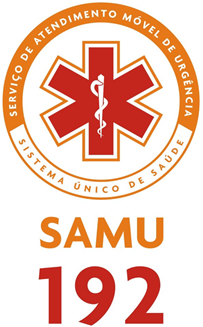 SERVIÇO DE ATENDIMENTO MÓVEL DE URGÊNCIA
SISTEMA ÚNICO DE SAÚDE
SAMU
192